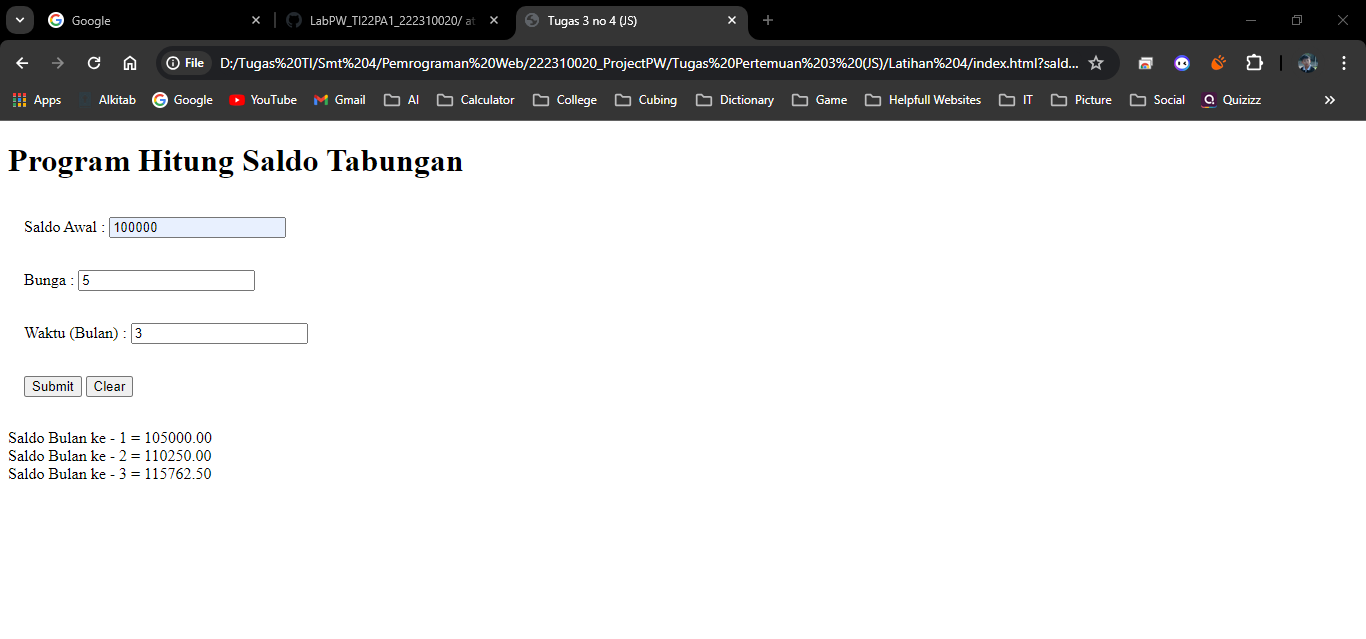 Google
LabPW_TI22PA1_222310020/ at
Tugas 3 no 4 (JS)
File
D:/Tugas%20TI/Smt%204/Pemrograman%20Web/222310020_ProjectPW/Tugas%20Pertemuan%203%20(JS)/Latihan%204/index.html?sald...
Apps Alkitab Google YouTube Gmail AI Calculator College Cubing Dictionary Game Helpfull Websites IT Picture Social Quizizz
Program Hitung Saldo Tabungan
Saldo Awal : 100000
Bunga : 5
Waktu (Bulan) : 3
Submit Clear
Saldo Bulan ke - 1 = 105000.00
Saldo Bulan ke - 2 = 110250.00
Saldo Bulan ke - 3 = 115762.50